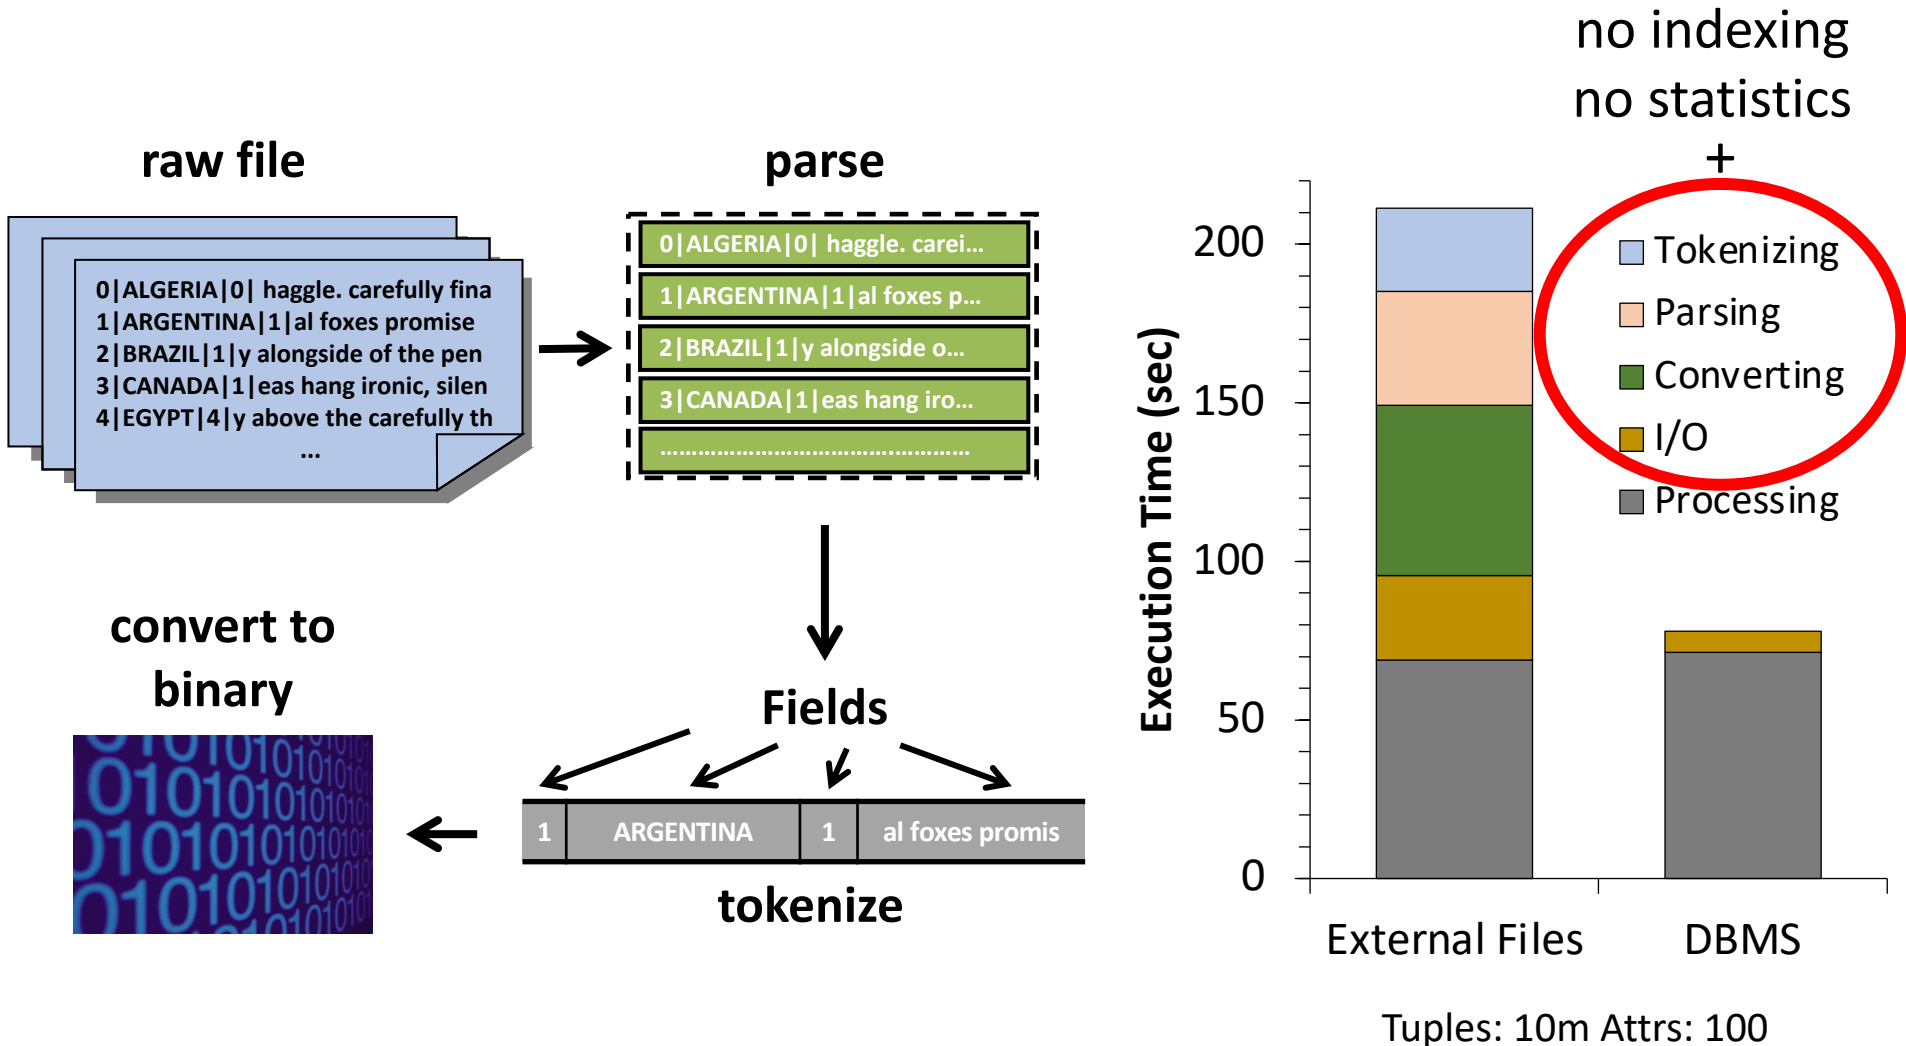 raw file
0|ALGERIA|0| haggle. carefully fina
1|ARGENTINA|1|al foxes promise
2|BRAZIL|1|y alongside of the pen
3|CANADA|1|eas hang ironic, silen
4|EGYPT|4|y above the carefully th
...
parse
0|ALGERIA|0| haggle. carei...
1|ARGENTINA|1|al foxes p...
2|BRAZIL|1|y alongside o...
3|CANADA|1|eas hang iro...
……………………………….…………
Fields
1 ARGENTINA 1 al foxes promis
tokenize
convert to
binary
no indexing
no statistics
+
Execution Time (sec)
200
150
100
50
0
Tokenizing
Parsing
Converting
I/O
Processing
External Files
DBMS
Tuples: 10m Attrs: 100